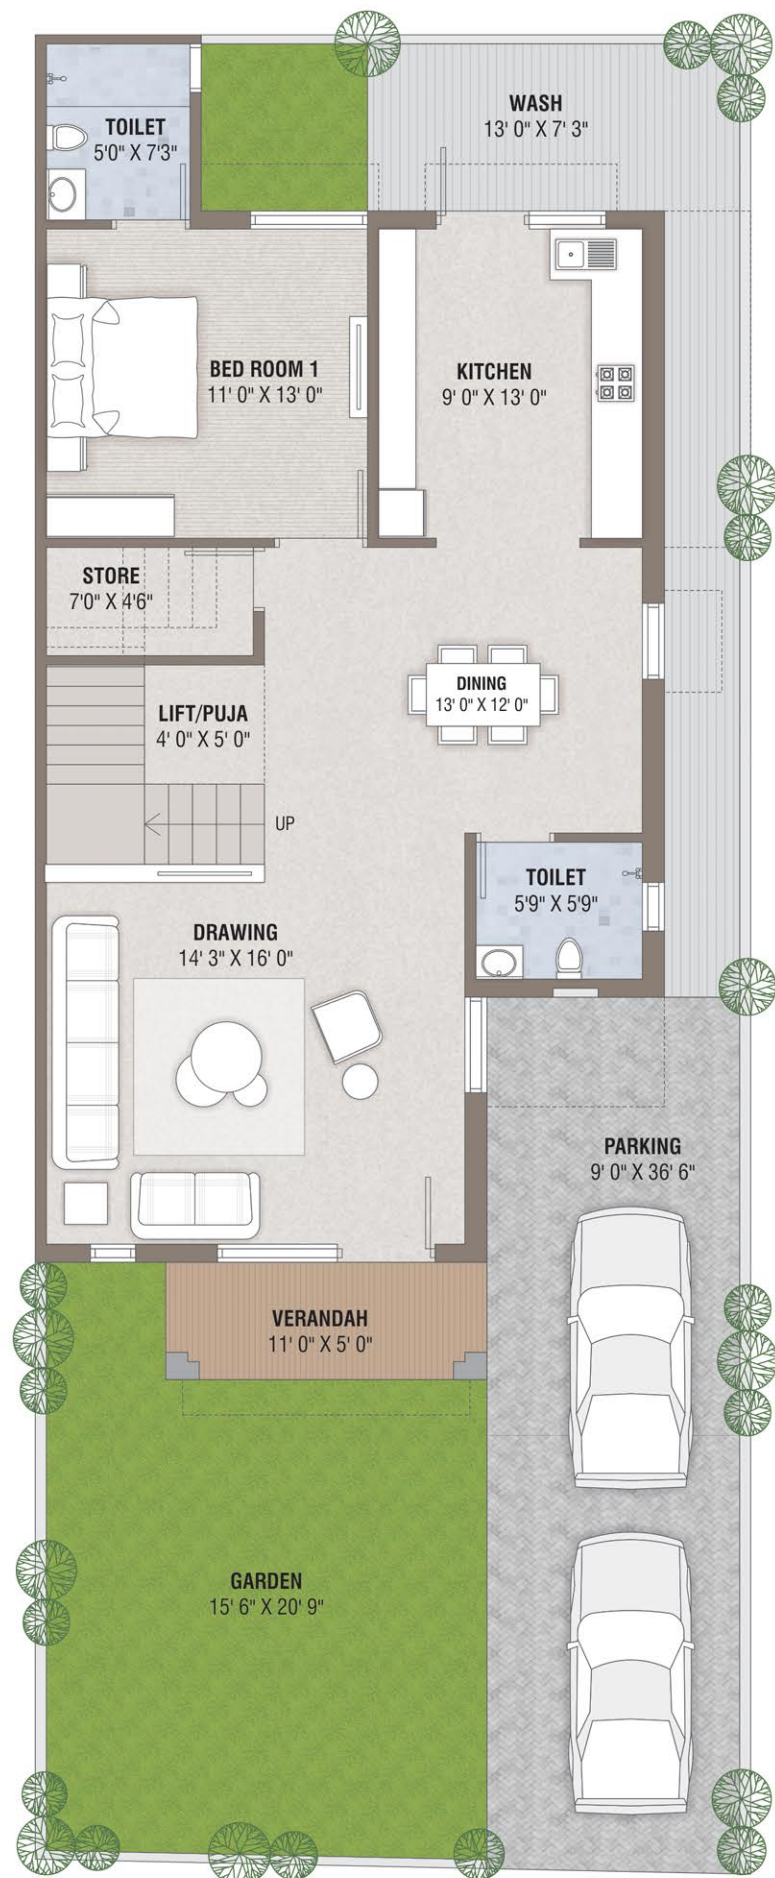 WASH
13' 0" X 7' 3"
TOILET
5'0" X 7'3"
BED ROOM 1
11' 0" X 13' 0"
KITCHEN
9' 0" X 13' 0"
STORE
7'0" X 4'6"
DINING
13' 0" X 12' 0"
LIFT/PUJA
4' 0" X 5' 0"
UP
TOILET
5'9" X 5'9"
DRAWING
14' 3" X 16' 0"
PARKING
9' 0" X 36' 6"
VERANDAH
11' 0" X 5' 0"
GARDEN
15' 6" X 20' 9"